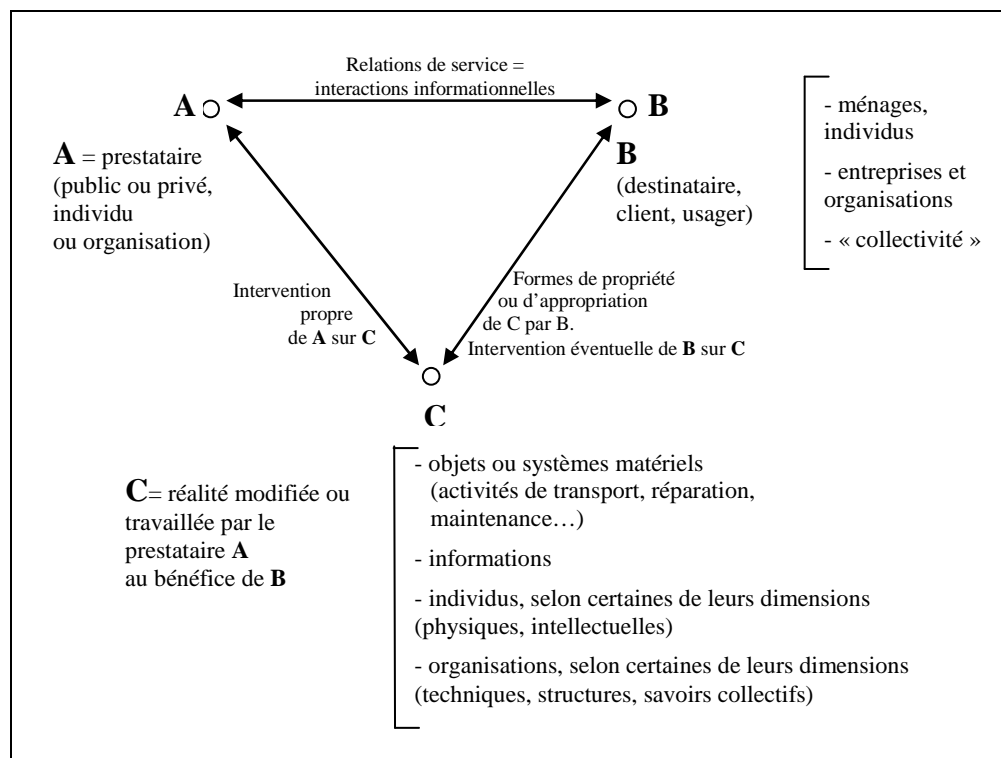 Relations de service =
interactions informationnelles
A
B
A = prestataire
(public ou privé,
individu
ou organisation)
B
(destinataire,
client, usager)
- ménages,
individus
- entreprises et
organisations
- « collectivité »
Intervention
propre
de A sur C
Formes de propriété
ou d’appropriation
de C par B.
Intervention éventuelle de B sur C
C
C= réalité modifiée ou
travaillée par le
prestataire A
au bénéfice de B
- objets ou systèmes matériels
(activités de transport, réparation,
maintenance…)
- informations
- individus, selon certaines de leurs dimensions
(physiques, intellectuelles)
- organisations, selon certaines de leurs dimensions
(techniques, structures, savoirs collectifs)